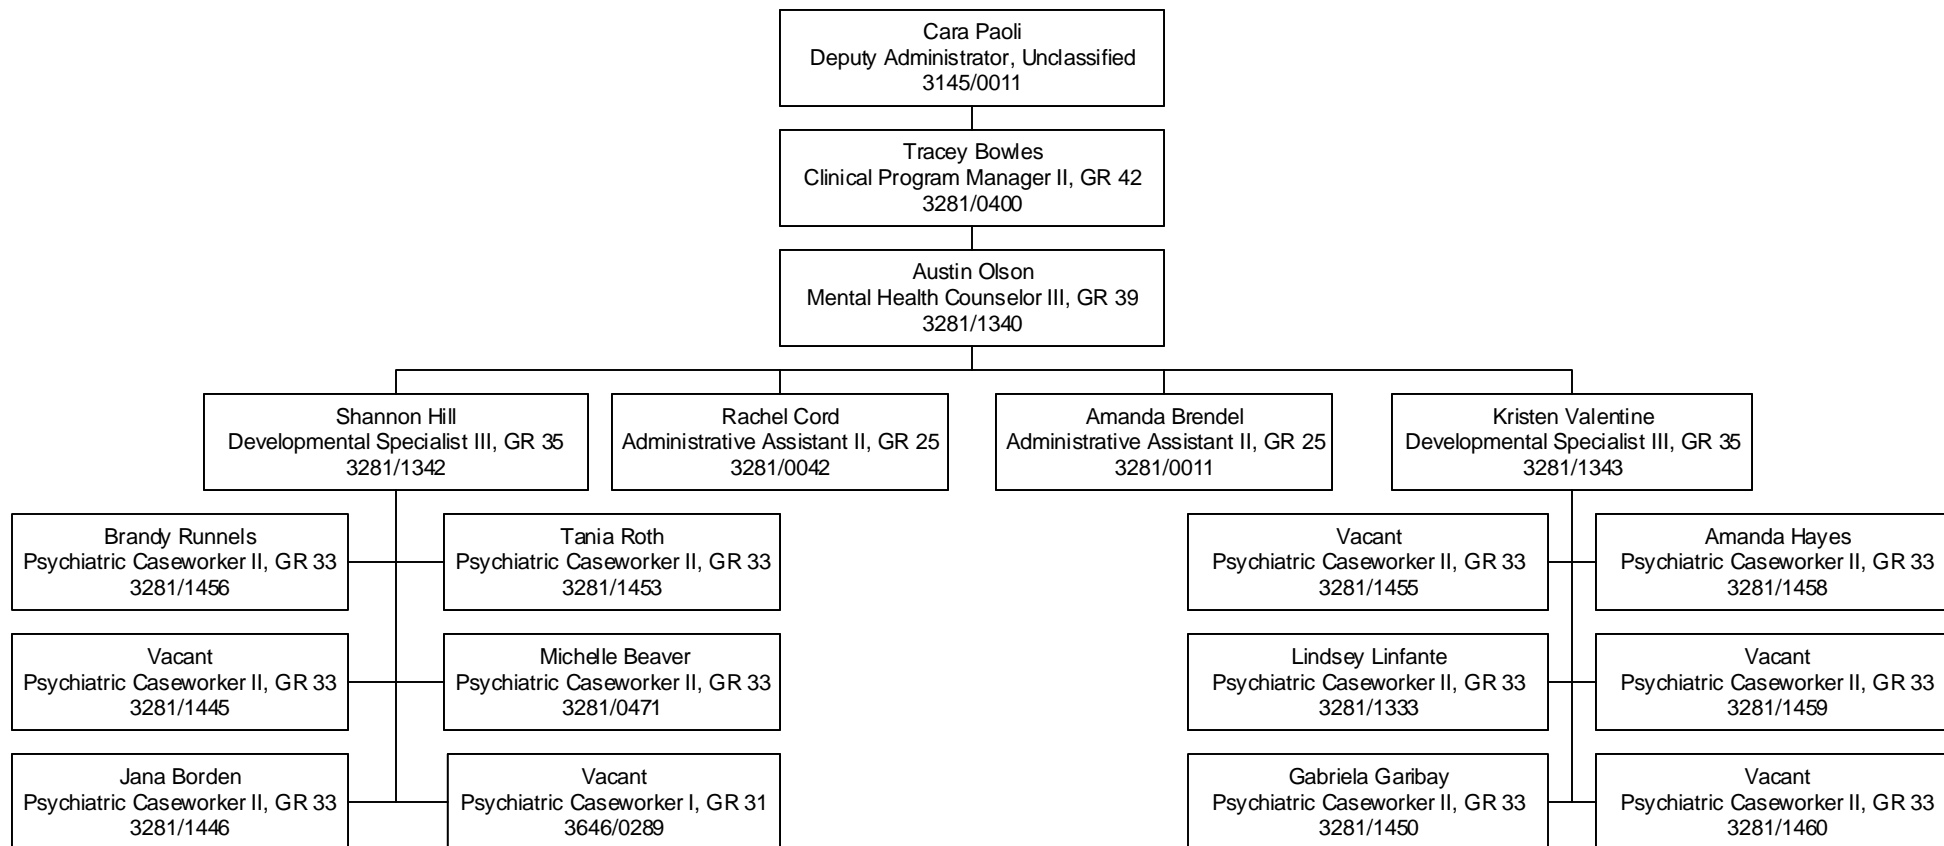 Cara Paoli
Deputy Administrator, Unclassified
3145/0011
Tracey Bowles
Clinical Program Manager II, GR 42
3281/0400
Austin Olson
Mental Health Counselor III, GR 39
3281/1340
Shannon Hill
Developmental Specialist III, GR 35
3281/1342
Rachel Cord
Administrative Assistant II, GR 25
3281/0042
Amanda Brendel
Administrative Assistant II, GR 25
3281/0011
Kristen Valentine
Developmental Specialist III, GR 35
3281/1343
Brandy Runnels
Psychiatric Caseworker II, GR 33
3281/1456
Tania Roth
Psychiatric Caseworker II, GR 33
3281/1453
Vacant
Psychiatric Caseworker II, GR 33
3281/1455
Amanda Hayes
Psychiatric Caseworker II, GR 33
3281/1458
Vacant
Psychiatric Caseworker II, GR 33
3281/1445
Michelle Beaver
Psychiatric Caseworker II, GR 33
3281/0471
Lindsey Linfante
Psychiatric Caseworker II, GR 33
3281/1333
Vacant
Psychiatric Caseworker II, GR 33
3281/1459
Jana Borden
Psychiatric Caseworker II, GR 33
3281/1446
Vacant
Psychiatric Caseworker I, GR 31
3646/0289
Gabriela Garibay
Psychiatric Caseworker II, GR 33
3281/1450
Vacant
Psychiatric Caseworker II, GR 33
3281/1460